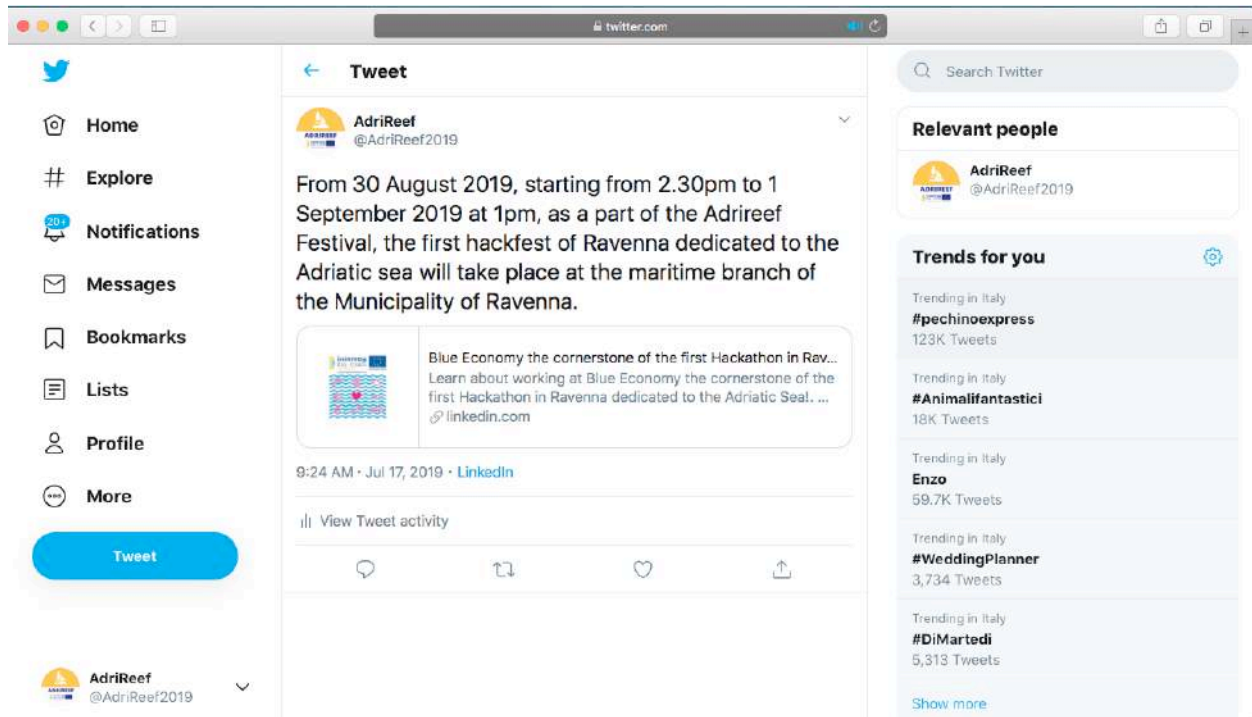 twitter.com
Home
Explore
20+
Notifications
Messages
Bookmarks
Lists
Profile
More
Tweet
AdriReef
@AdriReef2019
Tweet
AdriReef
@AdriReef2019
From 30 August 2019, starting from 2.30pm to 1
September 2019 at 1pm, as a part of the Adrireef
Festival, the first hackfest of Ravenna dedicated to the
Adriatic sea will take place at the maritime branch of
the Municipality of Ravenna.
Blue Economy the cornerstone of the first Hackathon in Rav...
Learn about working at Blue Economy the cornerstone of the
first Hackathon in Ravenna dedicated to the Adriatic Sea!. ...
linkedin.com
9:24 AM · Jul 17, 2019 · LinkedIn
View Tweet activity
Search Twitter
Relevant people
AdriReef
@AdriReef2019
Trends for you
Trending in Italy
#pechinoexpress
123K Tweets
Trending in Italy
#Animalifantastici
18K Tweets
Trending in Italy
Enzo
59.7K Tweets
Trending in Italy
#WeddingPlanner
3,734 Tweets
Trending in Italy
#DiMartedi
5,313 Tweets
Show more